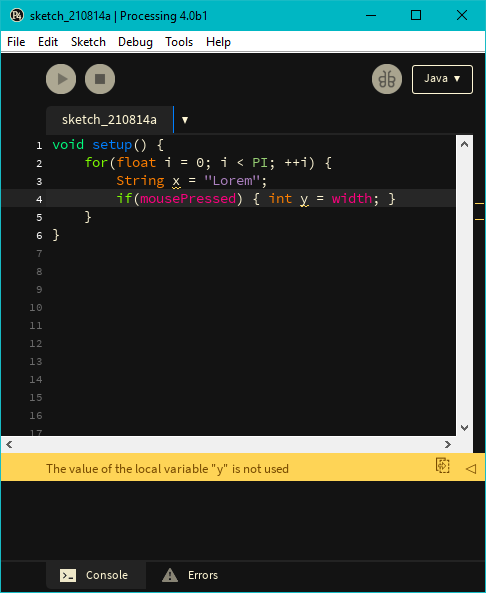 sketch_210814a | Processing 4.0b1
File Edit Sketch Debug Tools Help
Java ▼
sketch_210814a ▼
1 void setup() {
2 for(float i = 0; i < PI; ++i) {
3 String x = "Lorem";
4 if(mousePressed) { int y = width; }
5 }
6 }
7
8
9
10
11
12
13
14
15
16
17
The value of the local variable "y" is not used
Console Errors